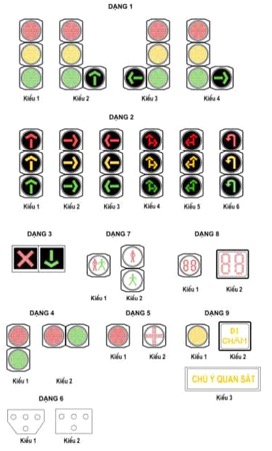 DẠNG 1
Kiểu 1 Kiểu 2 Kiểu 3 Kiểu 4
DẠNG 2
Kiểu 1 Kiểu 2 Kiểu 3 Kiểu 4 Kiểu 5 Kiểu 6
DẠNG 3 DẠNG 7 DẠNG 8
88 88
Kiểu 1 Kiểu 2
Kiểu 1 Kiểu 2
DẠNG 4 DẠNG 5 DẠNG 9
ĐI
CHẬM
Kiểu 1 Kiểu 2 Kiểu 1 Kiểu 2
Kiểu 1 Kiểu 2
CHÚ Ý QUAN SÁT
Kiểu 3
DẠNG 6
Kiểu 1 Kiểu 2